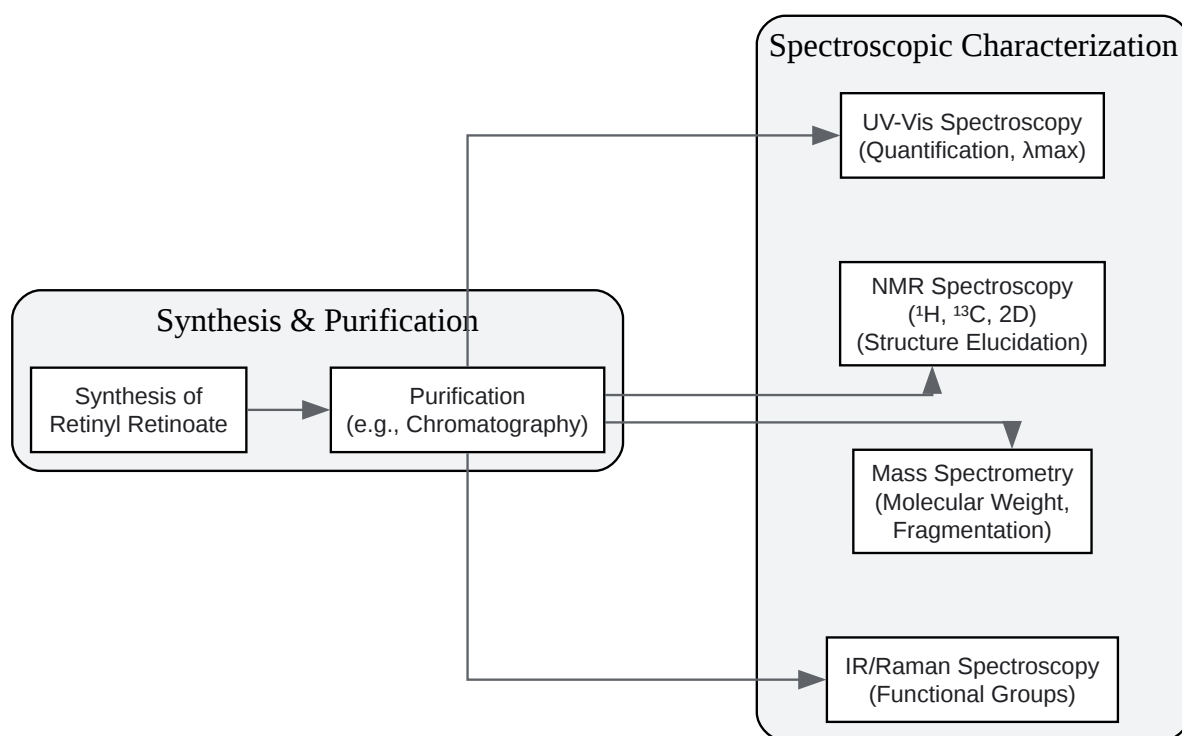 Synthesis & Purification
Synthesis of
Retinyl Retinoate
Purification
(e.g., Chromatography)
Spectroscopic Characterization
UV-Vis Spectroscopy
(Quantification, λmax)
NMR Spectroscopy
(¹H, ¹³C, 2D)
(Structure Elucidation)
Mass Spectrometry
(Molecular Weight,
Fragmentation)
IR/Raman Spectroscopy
(Functional Groups)